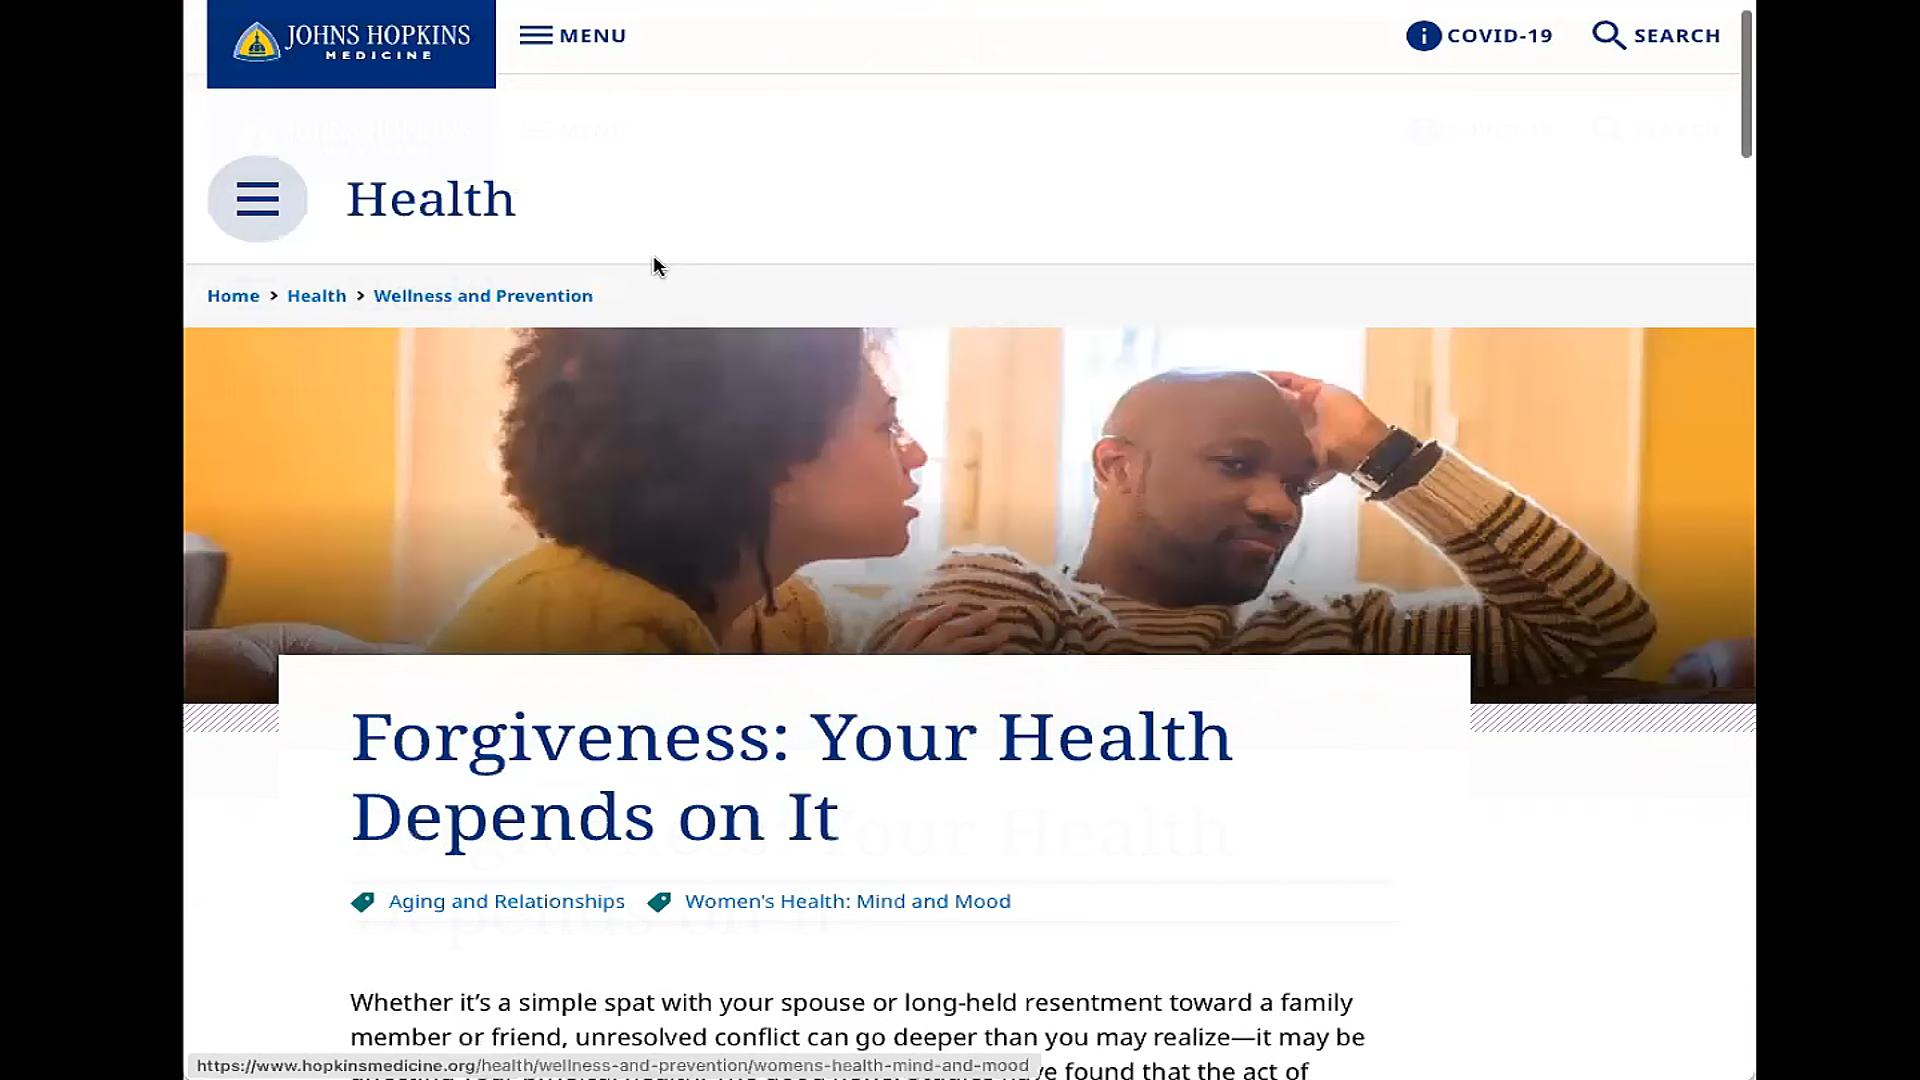 JOHNS HOPKINS
MEDICINE
MENU
COVID-19
SEARCH
Health
Home > Health > Wellness and Prevention
Forgiveness: Your Health
Depends on It
Aging and Relationships
Women's Health: Mind and Mood
Whether it’s a simple spat with your spouse or long-held resentment toward a family
member or friend, unresolved conflict can go deeper than you may realize—it may be
found that the act of
https://www.hopkinsmedicine.org/health/wellness-and-prevention/womens-health-mind-and-mood